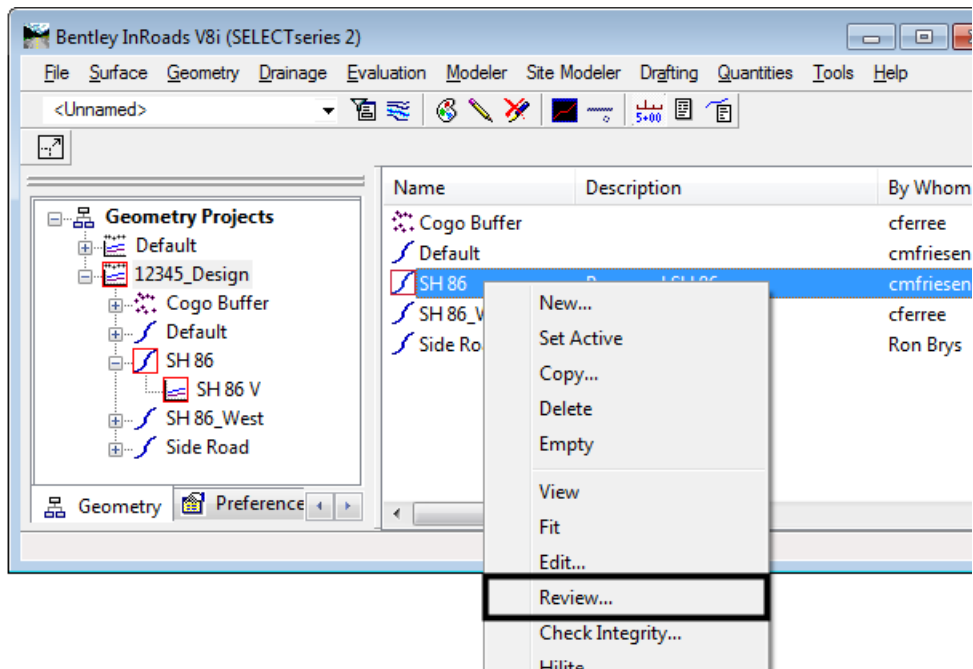 Bentley InRoads V8i (SELECTseries 2)
File Surface Geometry Drainage Evaluation Modeler Site Modeler Drafting Quantities Tools Help
<Unnamed>
5+00
Name Description By Whom
Geometry Projects
Default
12345_Design
Cogo Buffer
Default
SH 86
SH 86 V
SH 86_West
Side Road
Geometry Preference
Cogo Buffer cferree
Default cmfriesen
SH 86 cmfriesen
SH 86_V cferree
Side Ro Ron Brys
New...
Set Active
Copy...
Delete
Empty
View
Fit
Edit...
Review...
Check Integrity...
Hilite